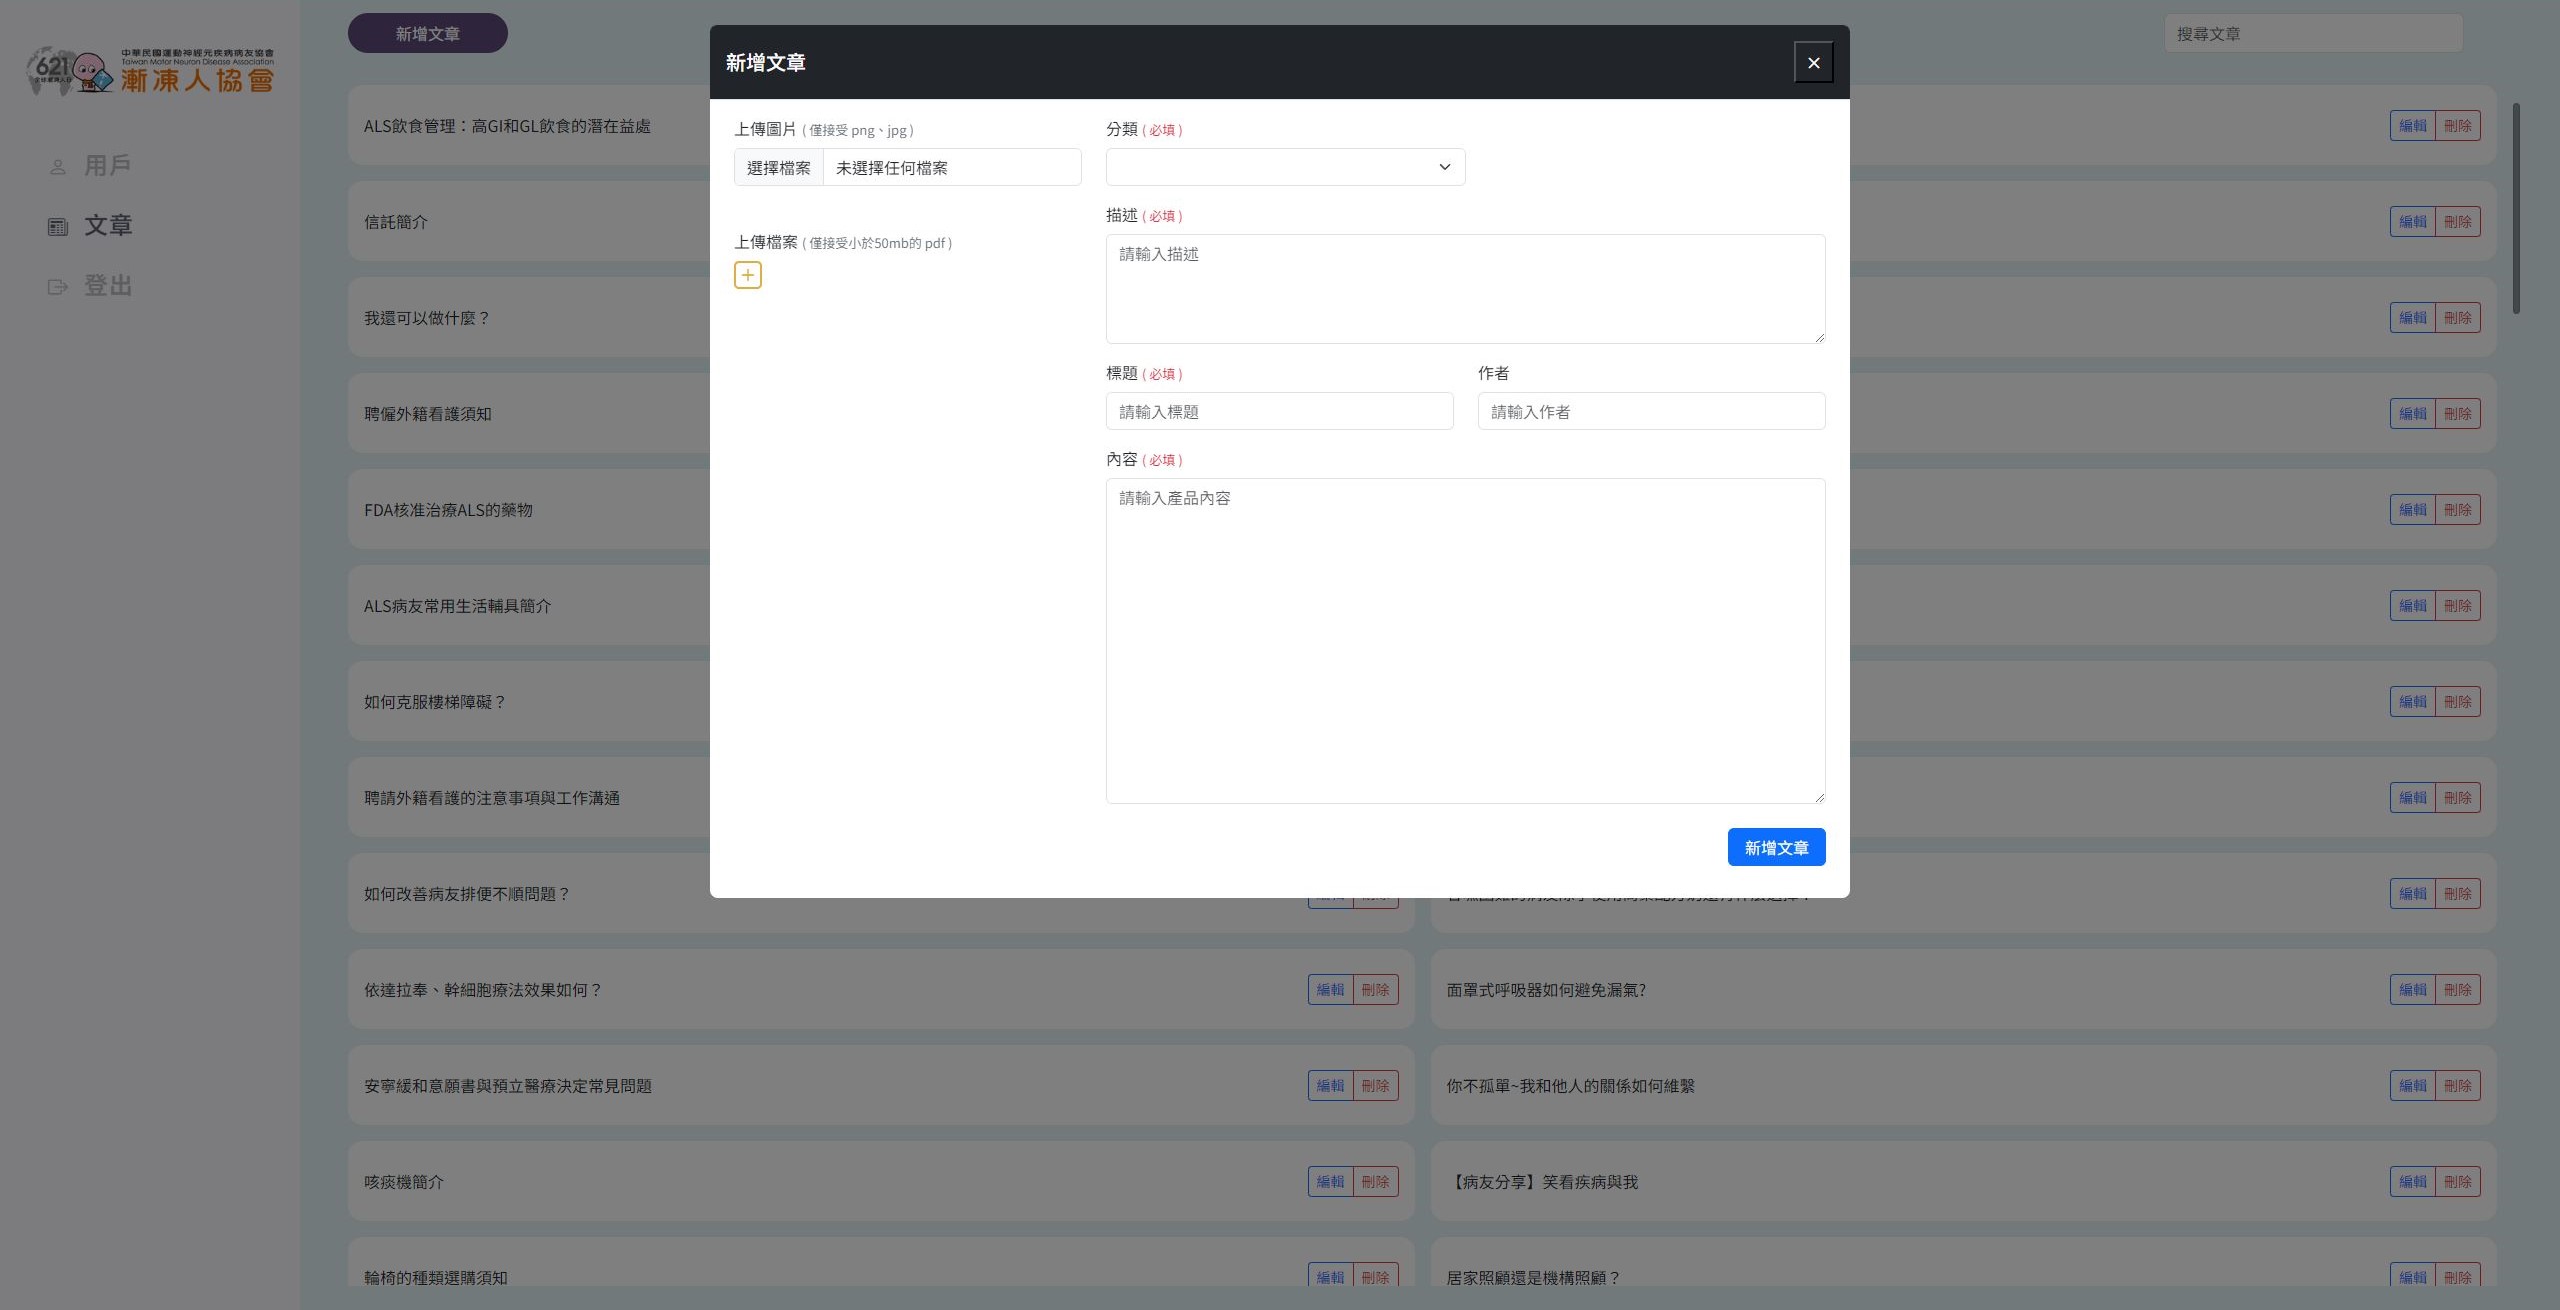 中華民國運動神經元疾病病友協會
Taiwan Motor Neuron Disease Association
621
漸凍人協會
用戶
文章
登出
新增文章
搜尋文章
ALS飲食管理：高GI和GL飲食的潛在益處
編輯 刪除
信託簡介
編輯 刪除
我還可以做什麼？
編輯 刪除
聘僱外籍看護須知
編輯 刪除
FDA核准治療ALS的藥物
編輯 刪除
ALS病友常用生活輔具簡介
編輯 刪除
如何克服樓梯障礙？
編輯 刪除
聘請外籍看護的注意事項與工作溝通
編輯 刪除
如何改善病友排便不順問題？
編輯 刪除
依達拉奉、幹細胞療法效果如何？
編輯 刪除
面罩式呼吸器如何避免漏氣?
編輯 刪除
安寧緩和意願書與預立醫療決定常見問題
編輯 刪除
你不孤單~我和他人的關係如何維繫
編輯 刪除
咳痰機簡介
編輯 刪除
【病友分享】笑看疾病與我
編輯 刪除
輪椅的種類選購須知
編輯 刪除
居家照顧還是機構照顧？
編輯 刪除
新增文章
上傳圖片 ( 僅接受 png、jpg )
選擇檔案 未選擇任何檔案
上傳檔案 ( 僅接受小於50mb的 pdf )
分類 ( 必填 )
描述 ( 必填 )
請輸入描述
標題 ( 必填 )
請輸入標題
作者
請輸入作者
內容 ( 必填 )
請輸入產品內容
新增文章